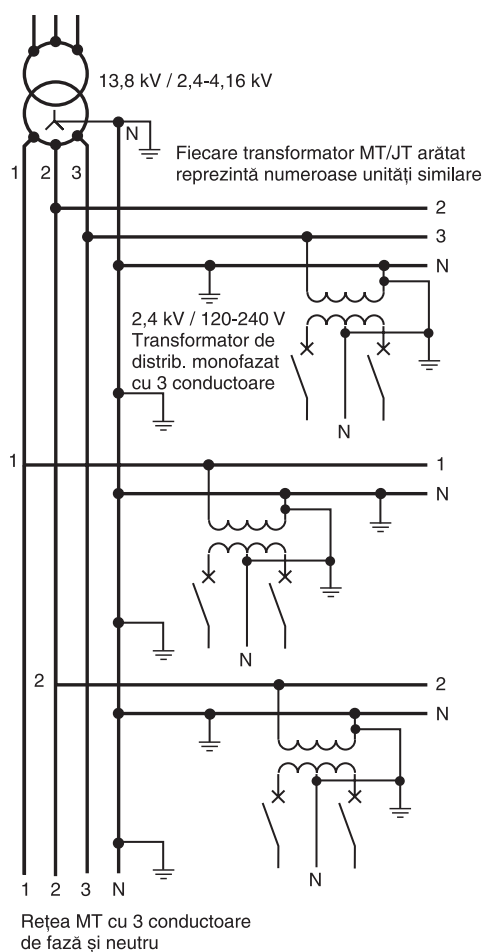 13,8 kV / 2,4-4,16 kV
N
1 2 3
Fiecare transformator MT/JT arătat
reprezintă numeroase unități similare
2
3
N
2,4 kV / 120-240 V
Transformator de
distrib. monofazat
cu 3 conductoare
N
1
1
N
N
2
2
N
N
1 2 3 N
Rețea MT cu 3 conductoare
de fază și neutru